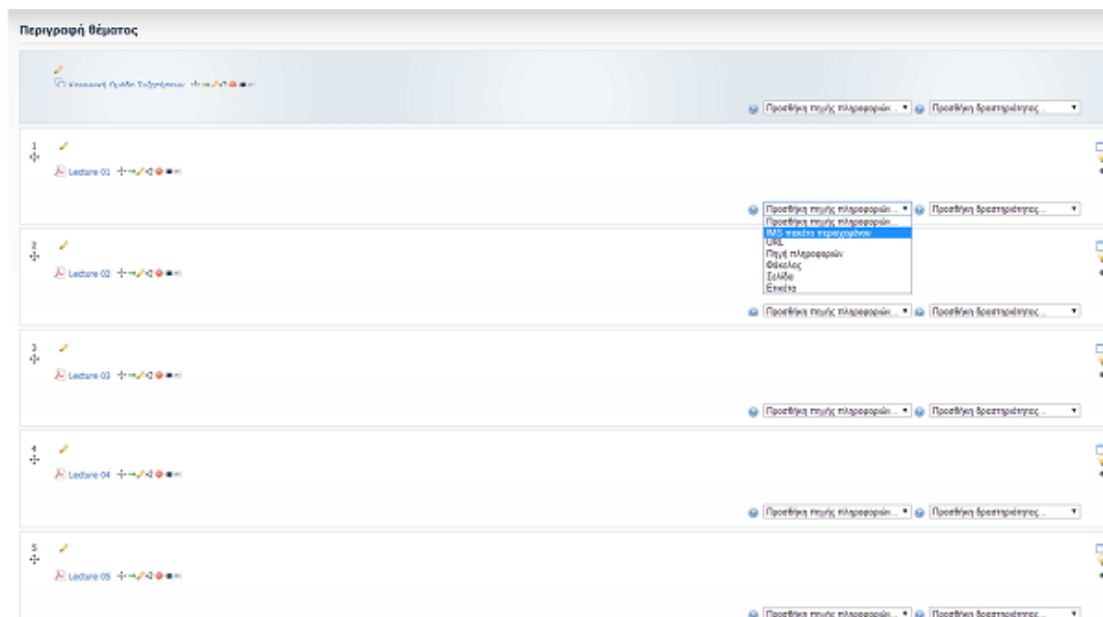 Περιγραφή θέματος
Κοινωνική Ομάδα Συζητήσεων
Προσθήκη πηγής πληροφοριών... Προσθήκη δραστηριότητας...
1
Lecture 01
Προσθήκη πηγής πληροφοριών... Προσθήκη δραστηριότητας...
Προσθήκη πηγής πληροφοριών...
IMS πακέτο περιεχομένου
URL
Πηγή πληροφοριών
Φάκελος
Σελίδα
Ετικέτα
2
Lecture 02
Προσθήκη πηγής πληροφοριών... Προσθήκη δραστηριότητας...
3
Lecture 03
Προσθήκη πηγής πληροφοριών... Προσθήκη δραστηριότητας...
4
Lecture 04
Προσθήκη πηγής πληροφοριών... Προσθήκη δραστηριότητας...
5
Lecture 05
Προσθήκη πηγής πληροφοριών... Προσθήκη δραστηριότητας...